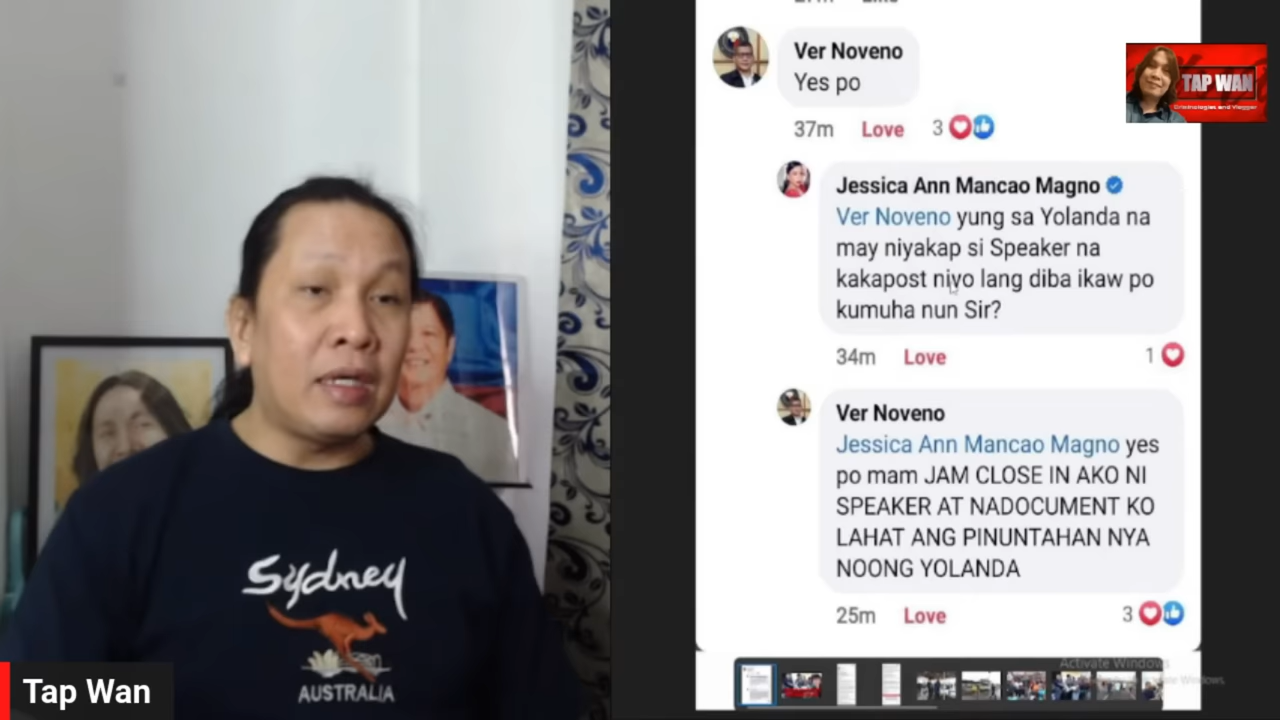 Ver Noveno
Yes po
37m Love 3
TAP WAN
Jessica Ann Mancao Magno
Ver Noveno yung sa Yolanda na
may niyakap si Speaker na
kakapost niyo lang diba ikaw po
kumuha nun Sir?
34m Love 1
Ver Noveno
Jessica Ann Mancao Magno yes
po mam JAM CLOSE IN AKO NI
SPEAKER AT NADOCUMENT KO
LAHAT ANG PINUNTAHAN NYA
NOONG YOLANDA
25m Love 3
Activate Windows
Sydney
AUSTRALIA
Tap Wan